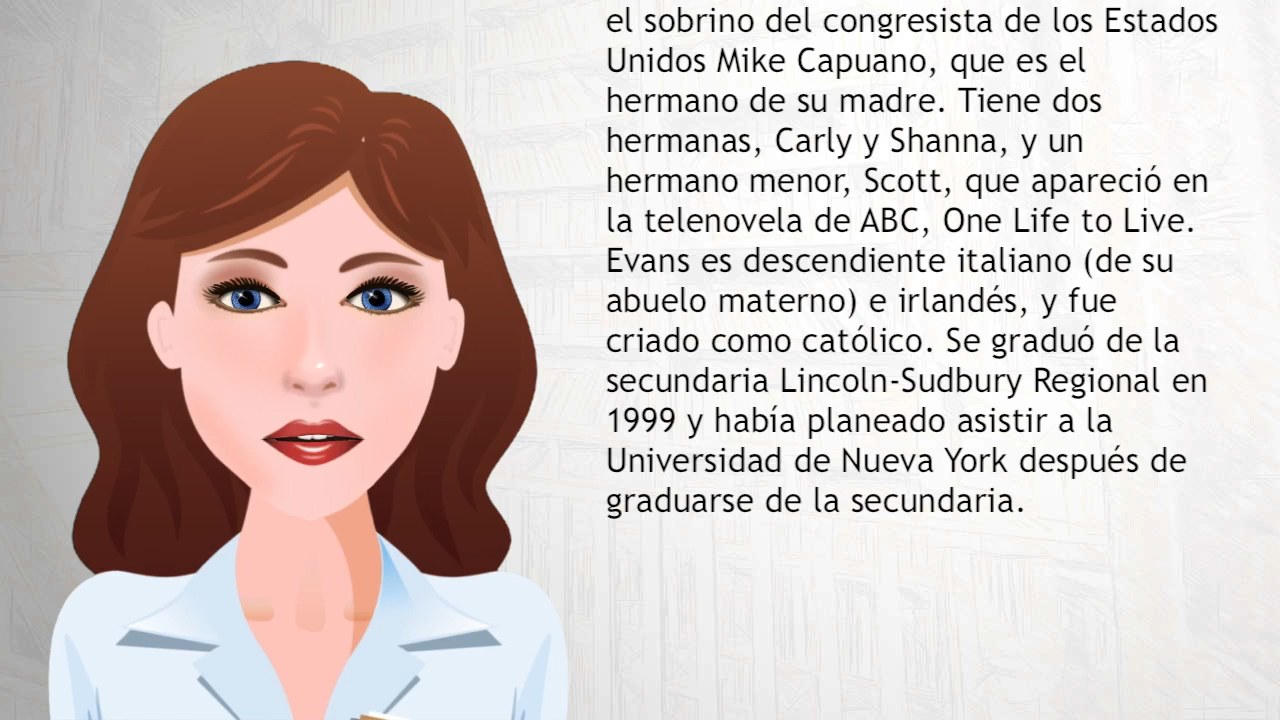 el sobrino del congresista de los Estados
Unidos Mike Capuano, que es el
hermano de su madre. Tiene dos
hermanas, Carly y Shanna, y un
hermano menor, Scott, que apareció en
la telenovela de ABC, One Life to Live.
Evans es descendiente italiano (de su
abuelo materno) e irlandés, y fue
criado como católico. Se graduó de la
secundaria Lincoln-Sudbury Regional en
1999 y había planeado asistir a la
Universidad de Nueva York después de
graduarse de la secundaria.